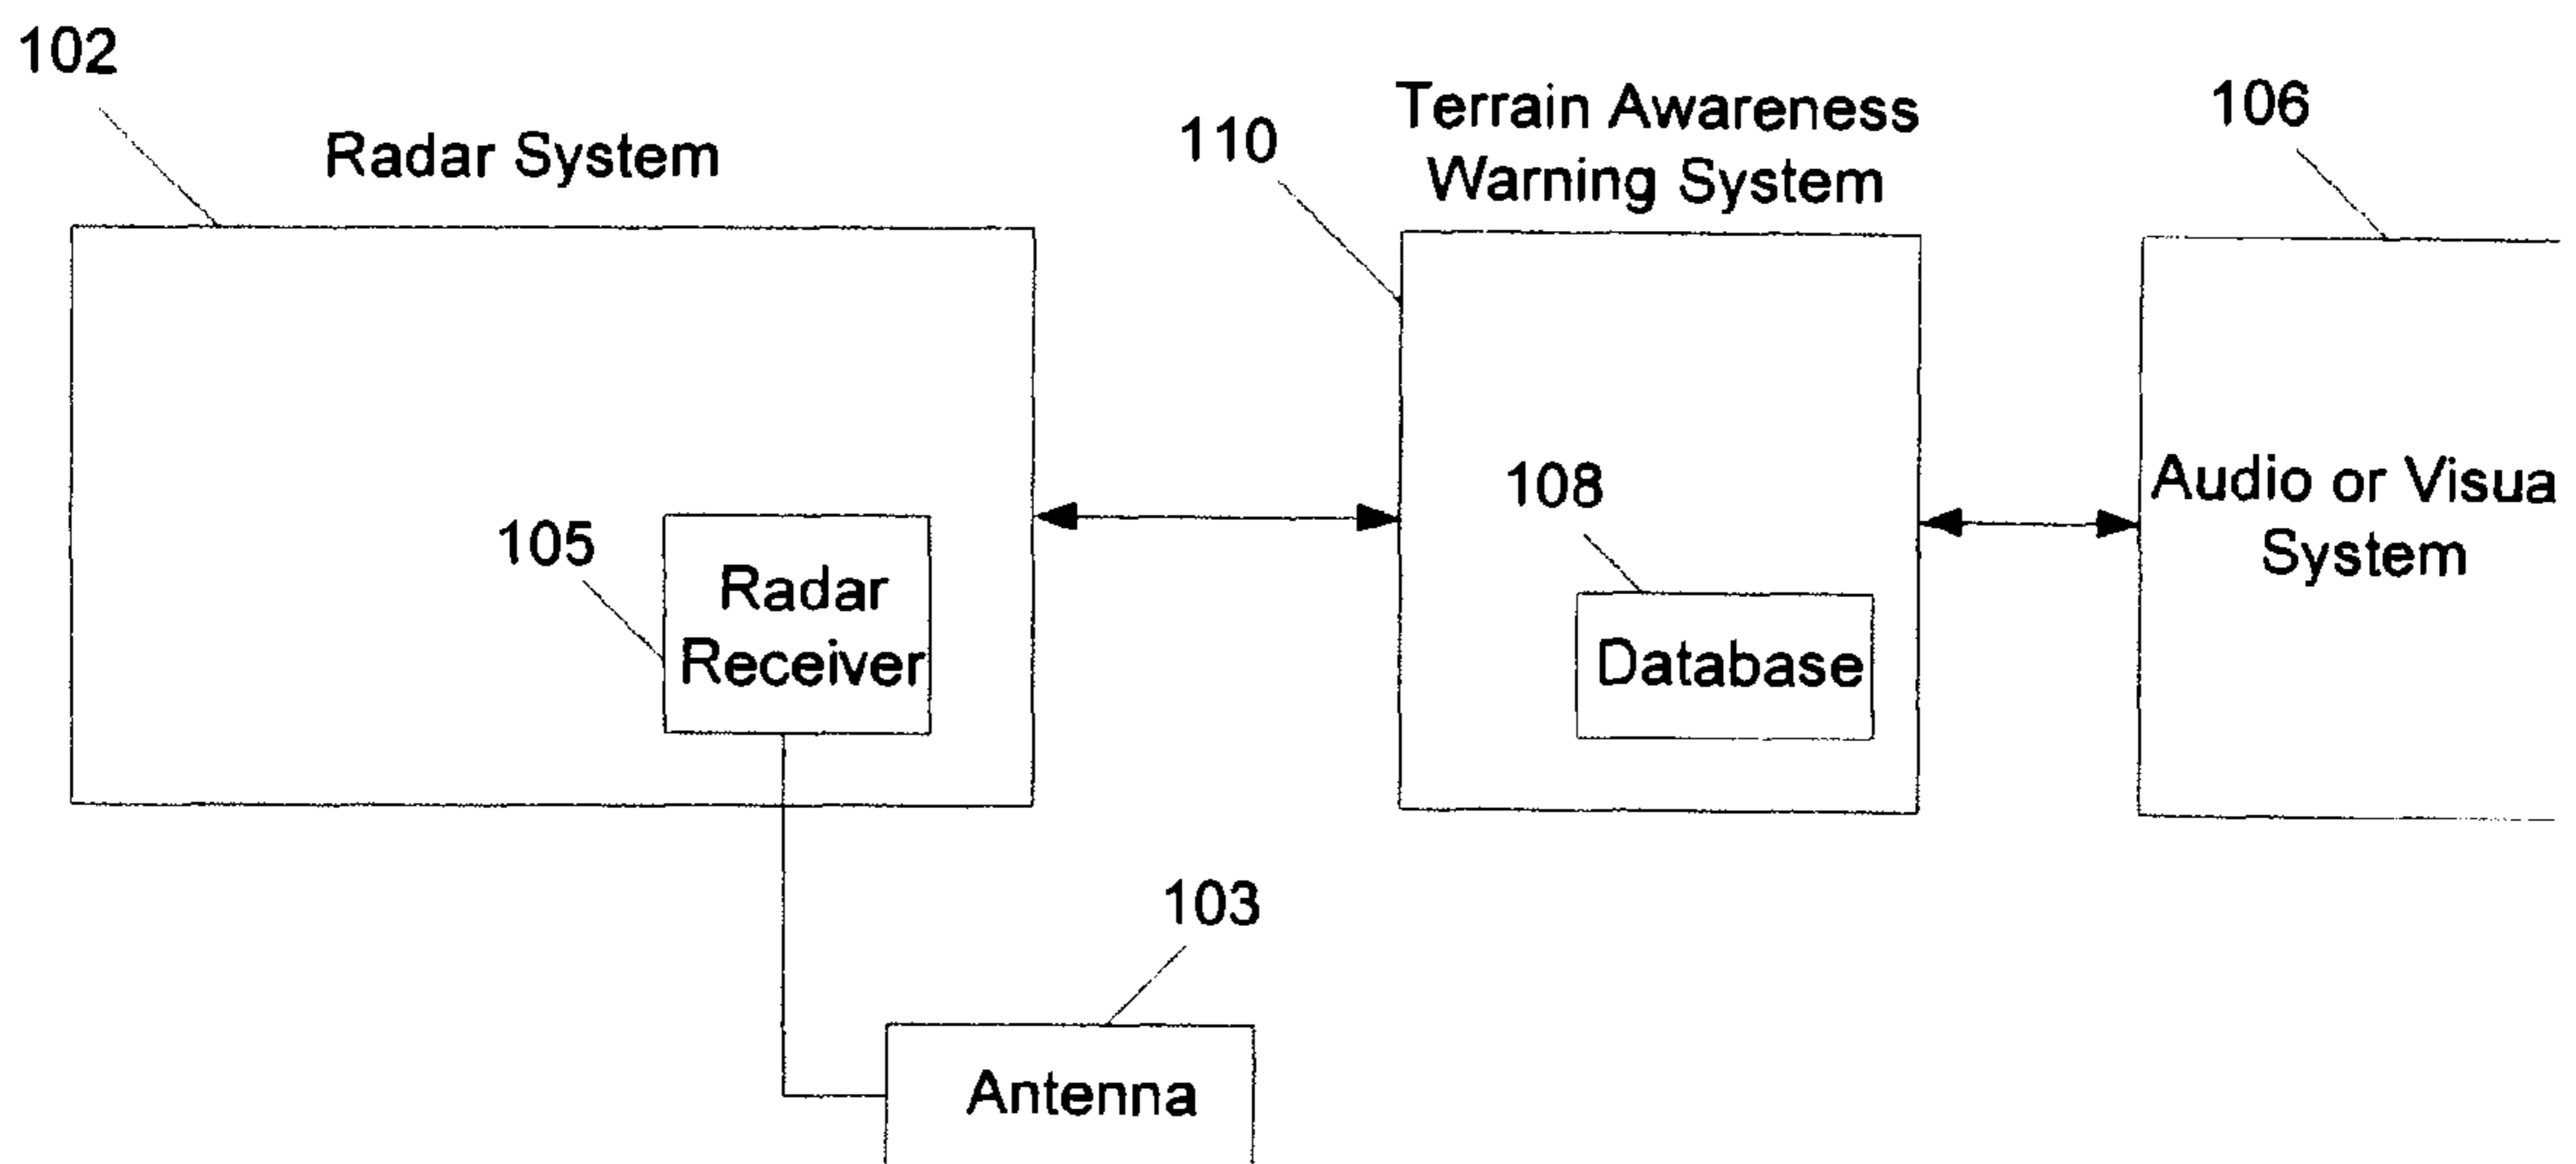 102
Radar System
110
Terrain Awareness
Warning System
106
105
Radar
Receiver
108
Database
Audio or Visua
System
103
Antenna